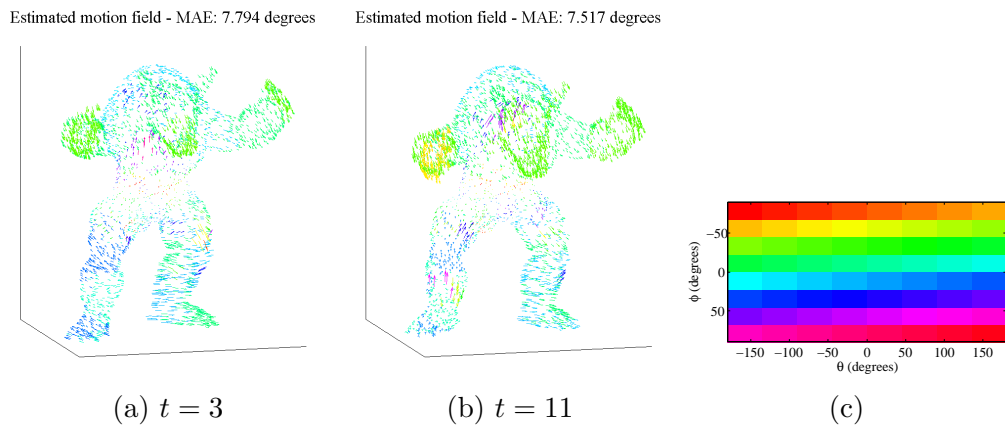 Estimated motion field - MAE: 7.794 degrees
Estimated motion field - MAE: 7.517 degrees
ϕ (degrees)
−50
0
50
−150 −100 −50 0 50 100 150
θ (degrees)
(a) t = 3
(b) t = 11
(c)